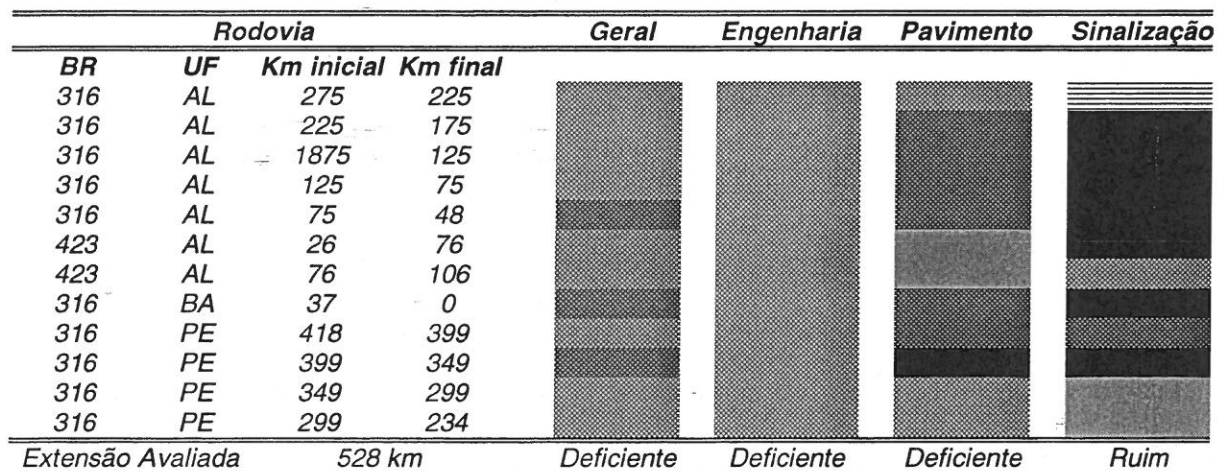 Rodovia Geral Engenharia Pavimento Sinalização
BR UF Km inicial Km final
316 AL 275 225
316 AL 225 175
316 AL 1875 125
316 AL 125 75
316 AL 75 48
423 AL 26 76
423 AL 76 106
316 BA 37 0
316 PE 418 399
316 PE 399 349
316 PE 349 299
316 PE 299 234
Extensão Avaliada 528 km Deficiente Deficiente Deficiente Ruim